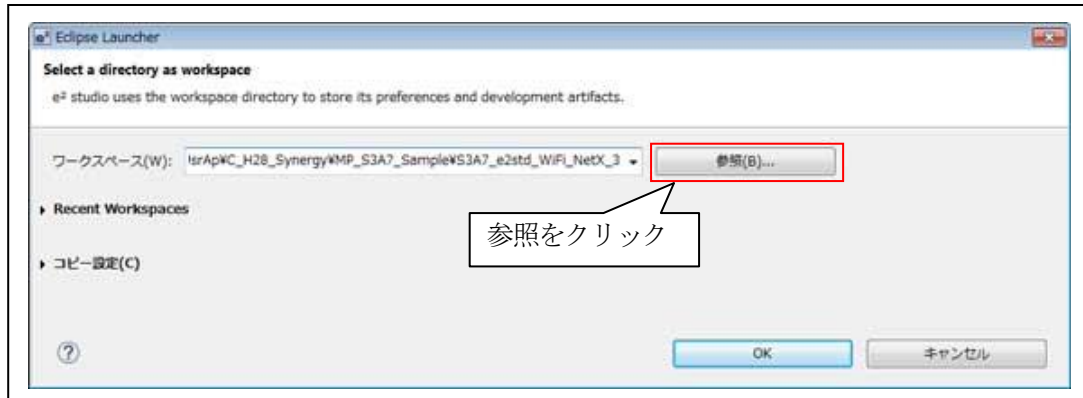 e² Eclipse Launcher
Select a directory as workspace
e² studio uses the workspace directory to store its preferences and development artifacts.
ワークスペース(W): !srAp¥C_H28_Synergy¥MP_S3A7_Sample¥S3A7_e2std_WiFi_NetX_3 参照(B)...
Recent Workspaces
参照をクリック
コピー設定(C)
? OK キャンセル